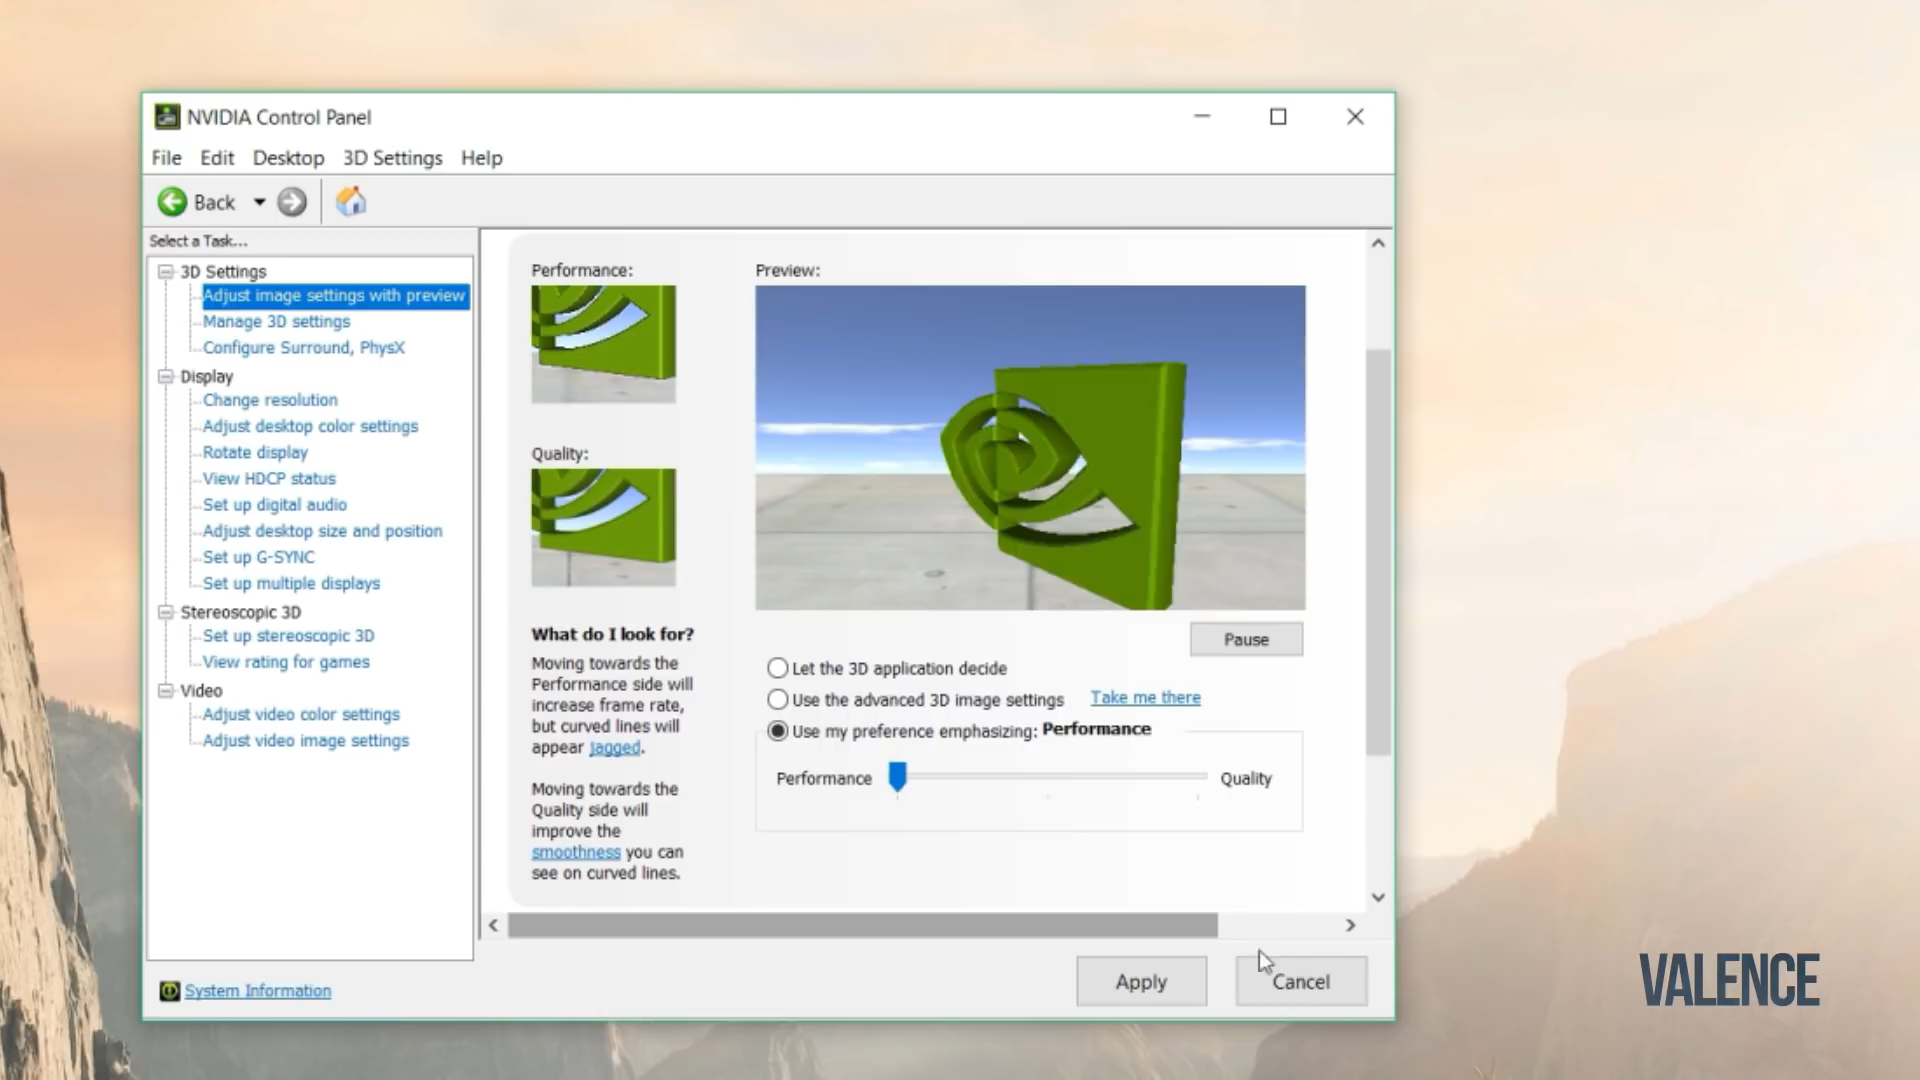 NVIDIA Control Panel
File Edit Desktop 3D Settings Help
Back
Select a Task...
3D Settings
Adjust image settings with preview
Manage 3D settings
Configure Surround, PhysX
Display
Change resolution
Adjust desktop color settings
Rotate display
View HDCP status
Set up digital audio
Adjust desktop size and position
Set up G-SYNC
Set up multiple displays
Stereoscopic 3D
Set up stereoscopic 3D
View rating for games
Video
Adjust video color settings
Adjust video image settings
System Information
Performance:
Quality:
What do I look for?
Moving towards the
Performance side will
increase frame rate,
but curved lines will
appear jagged.
Moving towards the
Quality side will
improve the
smoothness you can
see on curved lines.
Preview:
Pause
Let the 3D application decide
Use the advanced 3D image settings Take me there
Use my preference emphasizing: Performance
Performance Quality
Apply Cancel
VALENCE